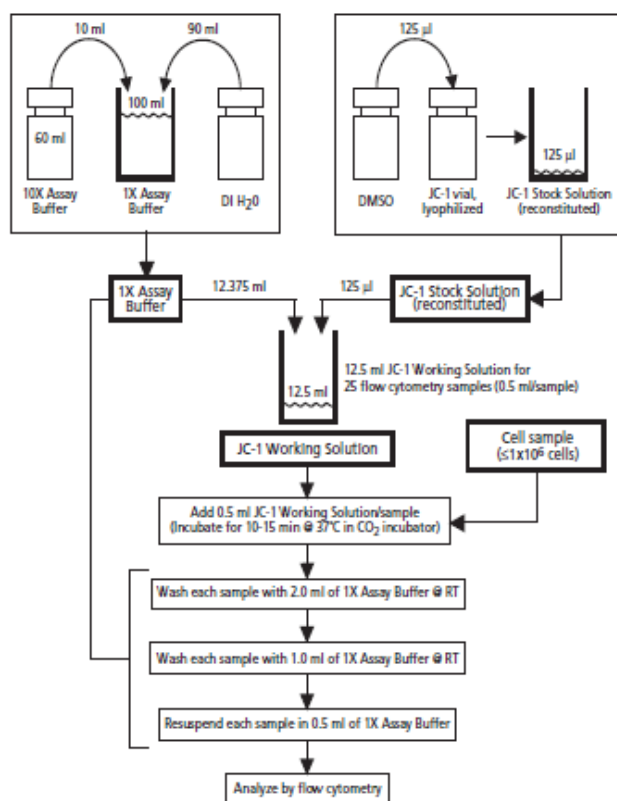 10 ml
90 ml
60 ml
100 ml
10X Assay
Buffer
1X Assay
Buffer
DI H20
125 µl
125 µl
DMSO
JC-1 vial,
lyophilized
JC-1 Stock Solution
(reconstituted)
1X Assay
Buffer
12.375 ml
125 µl
JC-1 Stock Solution
(reconstituted)
12.5 ml
12.5 ml JC-1 Working Solution for
25 flow cytometry samples (0.5 ml/sample)
JC-1 Working Solution
Cell sample
(≤1x10⁶ cells)
Add 0.5 ml JC-1 Working Solution/sample
(Incubate for 10-15 min @ 37°C in CO₂ incubator)
Wash each sample with 2.0 ml of 1X Assay Buffer @ RT
Wash each sample with 1.0 ml of 1X Assay Buffer @ RT
Resuspend each sample in 0.5 ml of 1X Assay Buffer
Analyze by flow cytometry